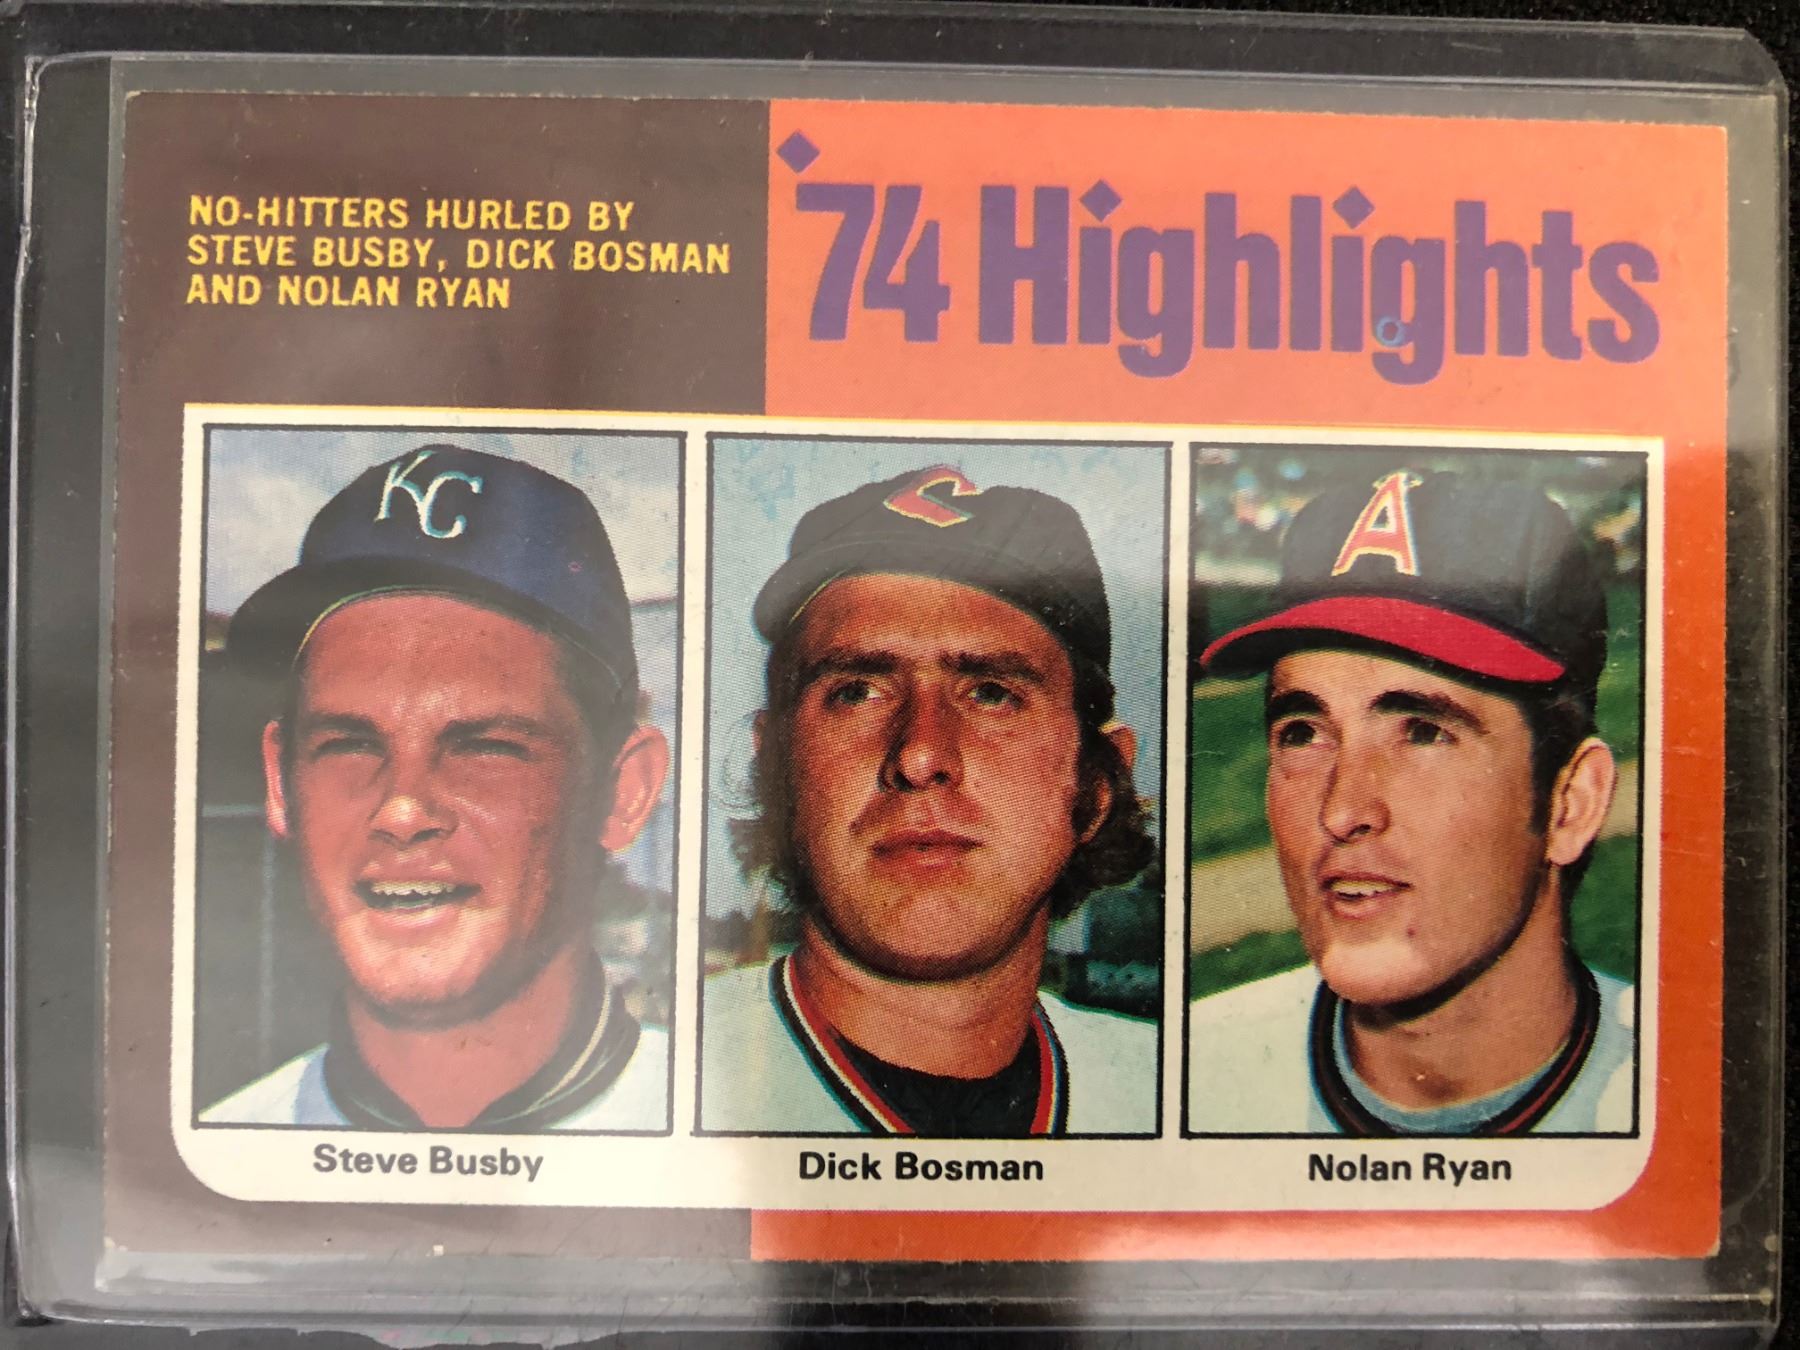 NO-HITTERS HURLED BY
STEVE BUSBY, DICK BOSMAN
AND NOLAN RYAN
'74 Highlights
KC
C
A
Steve Busby
Dick Bosman
Nolan Ryan